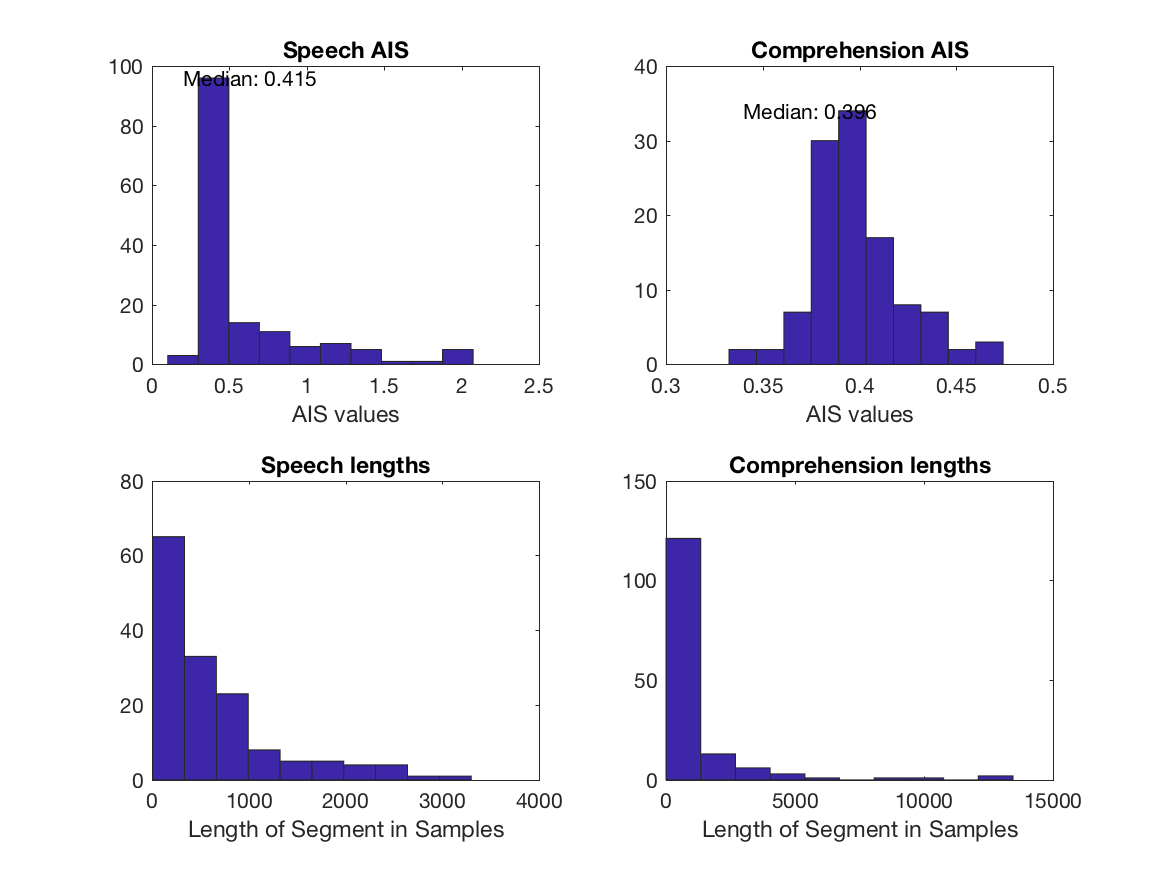 Speech AIS
Median: 0.415
100
80
60
40
20
0
0 0.5 1 1.5 2 2.5
AIS values
Comprehension AIS
Median: 0.396
40
30
20
10
0
0.3 0.35 0.4 0.45 0.5
AIS values
Speech lengths
80
60
40
20
0
0 1000 2000 3000 4000
Length of Segment in Samples
Comprehension lengths
150
100
50
0
0 5000 10000 15000
Length of Segment in Samples